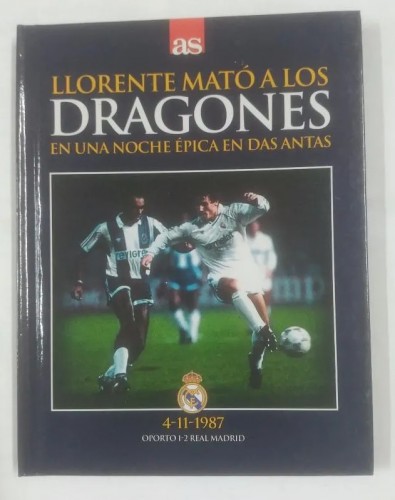 as
LLORENTE MATÓ A LOS
DRAGONES
EN UNA NOCHE ÉPICA EN DAS ANTAS
4-11-1987
OPORTO 1-2 REAL MADRID